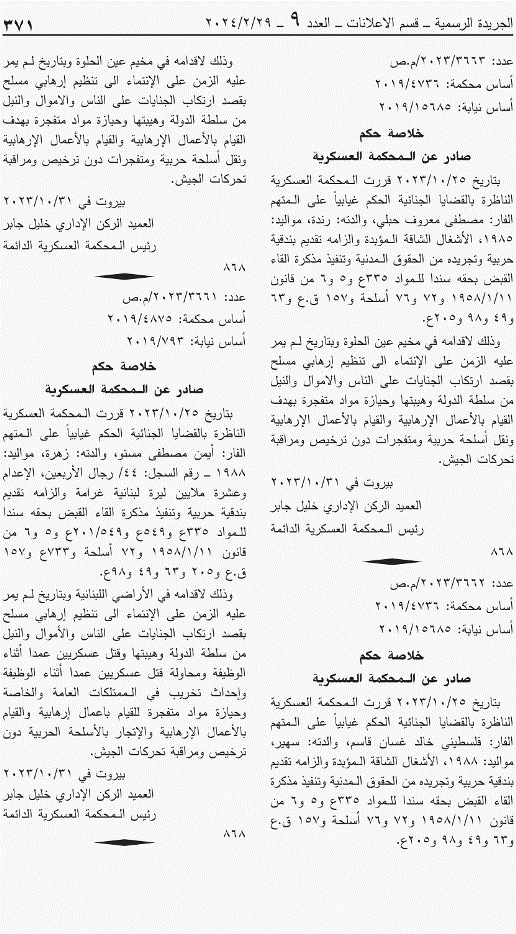 الجريدة الرسمية ــ قسم الاعلانات ــ العدد ٩ ــ ٢٠٢٤/٢/٢٩
٣٧١
عدد: ٢٠٢٣/٣٦٦٣/م.ص
أساس محكمة: ٢٠١٩/٤٧٣٦
أساس نيابة: ٢٠١٩/١٥٦٨٥
خلاصة حكم
صادر عن المحكمة العسكرية
بتاريخ ٢٠٢٣/١٠/٢٥ قررت المحكمة العسكرية
الناظرة بالقضايا الجنائية الحكم غيابياً على المتهم
الفار: مصطفى معروف حبلي، والدته: رندة، مواليد:
١٩٨٥، الأشغال الشاقة المؤبدة والزامه تقديم بندقية
حربية وتجريده من الحقوق المدنية وتنفيذ مذكرة القاء
القبض بحقه سندا للمواد ٣٣٥ع و٥ و٦ من قانون
١٩٥٨/١/١١ و٧٢ و٧٦ أسلحة و١٥٧ ق.ع و٦٣
و٤٩ و٩٨ و٢٠٥ع.
وذلك لاقدامه في مخيم عين الحلوة وبتاريخ لم يمر
عليه الزمن على الإنتماء الى تنظيم إرهابي مسلح
بقصد ارتكاب الجنايات على الناس والاموال والنيل
من سلطة الدولة وهيبتها وحيازة مواد متفجرة بهدف
القيام بالأعمال الإرهابية والقيام بالأعمال الإرهابية
ونقل أسلحة حربية ومتفجرات دون ترخيص ومراقبة
تحركات الجيش.
بيروت في ٢٠٢٣/١٠/٣١
العميد الركن الإداري خليل جابر
رئيس المحكمة العسكرية الدائمة
٨٦٨
عدد: ٢٠٢٣/٣٦٦٢/م.ص
أساس محكمة: ٢٠١٩/٤٧٣٦
أساس نيابة: ٢٠١٩/١٥٦٨٥
خلاصة حكم
صادر عن المحكمة العسكرية
بتاريخ ٢٠٢٣/١٠/٢٥ قررت المحكمة العسكرية
الناظرة بالقضايا الجنائية الحكم غيابياً على المتهم
الفار: فلسطيني خالد غسان قاسم، والدته: سهير،
مواليد: ١٩٨٨، الأشغال الشاقة المؤبدة والزامه تقديم
بندقية حربية وتجريده من الحقوق المدنية وتنفيذ مذكرة
القاء القبض بحقه سندا للمواد ٣٣٥ع و٥ و٦ من
قانون ١٩٥٨/١/١١ و٧٢ و٧٦ أسلحة و١٥٧ ق.ع
و٦٣ و٤٩ و٩٨ و٢٠٥ع.
وذلك لاقدامه في مخيم عين الحلوة وبتاريخ لم يمر
عليه الزمن على الإنتماء الى تنظيم إرهابي مسلح
بقصد ارتكاب الجنايات على الناس والاموال والنيل
من سلطة الدولة وهيبتها وحيازة مواد متفجرة بهدف
القيام بالأعمال الإرهابية والقيام بالأعمال الإرهابية
ونقل أسلحة حربية ومتفجرات دون ترخيص ومراقبة
تحركات الجيش.
بيروت في ٢٠٢٣/١٠/٣١
العميد الركن الإداري خليل جابر
رئيس المحكمة العسكرية الدائمة
٨٦٨
عدد: ٢٠٢٣/٣٦٦١/م.ص
أساس محكمة: ٢٠١٩/٤٨٧٥
أساس نيابة: ٢٠١٩/٧٩٣
خلاصة حكم
صادر عن المحكمة العسكرية
بتاريخ ٢٠٢٣/١٠/٢٥ قررت المحكمة العسكرية
الناظرة بالقضايا الجنائية الحكم غيابياً على المتهم
الفار: أيمن مصطفى مستو، والدته: زهرة، مواليد:
١٩٨٨ ــ رقم السجل: ٤٤/ رجال الأربعين، الإعدام
وعشرة ملايين ليرة لبنانية غرامة والزامه تقديم
بندقية حربية وتنفيذ مذكرة القاء القبض بحقه سندا
للمواد ٣٣٥ع و٥٤٩ع و٢٠١/٥٤٩ع و٥ و٦ من
قانون ١٩٥٨/١/١١ و٧٢ أسلحة و٧٣٣ع و١٥٧
ق.ع و٢٠٥ و٦٣ و٤٩ و٩٨ع.
وذلك لاقدامه في الأراضي اللبنانية وبتاريخ لم يمر
عليه الزمن على الإنتماء الى تنظيم إرهابي مسلح
بقصد ارتكاب الجنايات على الناس والأموال والنيل
من سلطة الدولة وهيبتها وقتل عسكريين عمدا أثناء
الوظيفة ومحاولة قتل عسكريين عمدا أثناء الوظيفة
وإحداث تخريب في الممتلكات العامة والخاصة
وحيازة مواد متفجرة للقيام باعمال إرهابية والقيام
بالأعمال الإرهابية والإتجار بالأسلحة الحربية دون
ترخيص ومراقبة تحركات الجيش.
بيروت في ٢٠٢٣/١٠/٣١
العميد الركن الإداري خليل جابر
رئيس المحكمة العسكرية الدائمة
٨٦٨